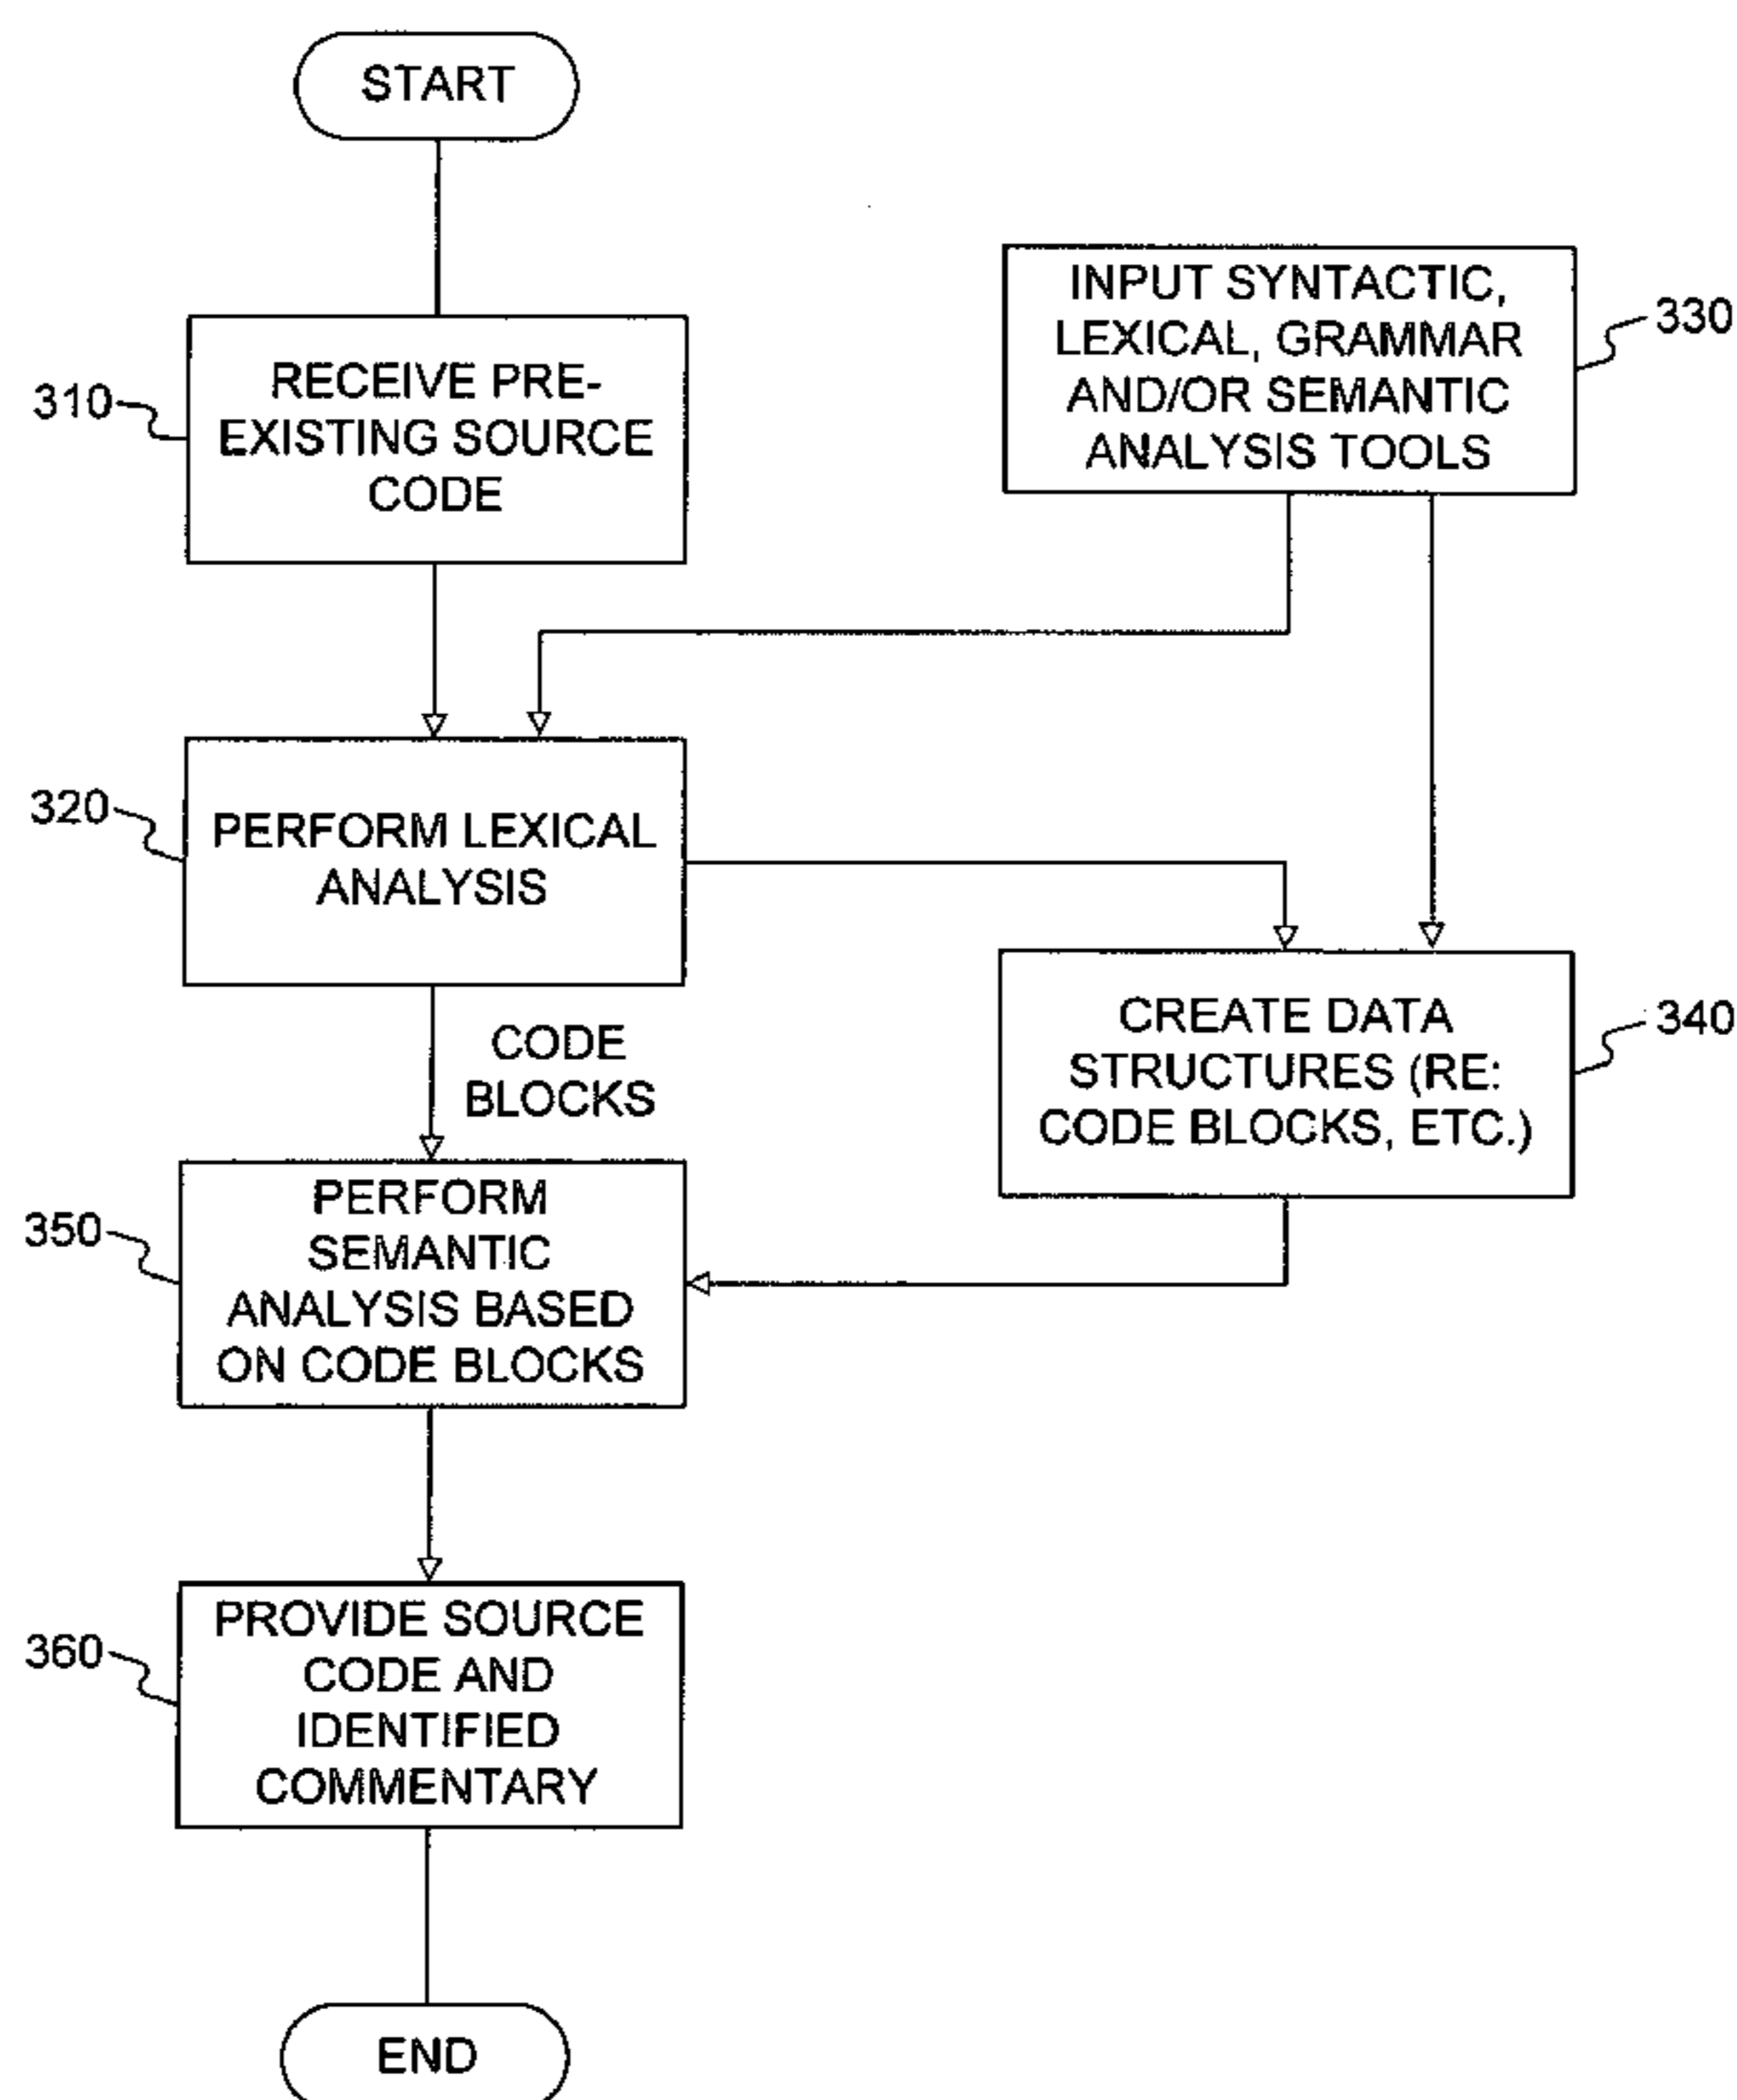 START
310
RECEIVE PRE-
EXISTING SOURCE
CODE
INPUT SYNTACTIC,
LEXICAL, GRAMMAR
AND/OR SEMANTIC
ANALYSIS TOOLS
330
320
PERFORM LEXICAL
ANALYSIS
CODE
BLOCKS
CREATE DATA
STRUCTURES (RE:
CODE BLOCKS, ETC.)
340
350
PERFORM
SEMANTIC
ANALYSIS BASED
ON CODE BLOCKS
360
PROVIDE SOURCE
CODE AND
IDENTIFIED
COMMENTARY
END